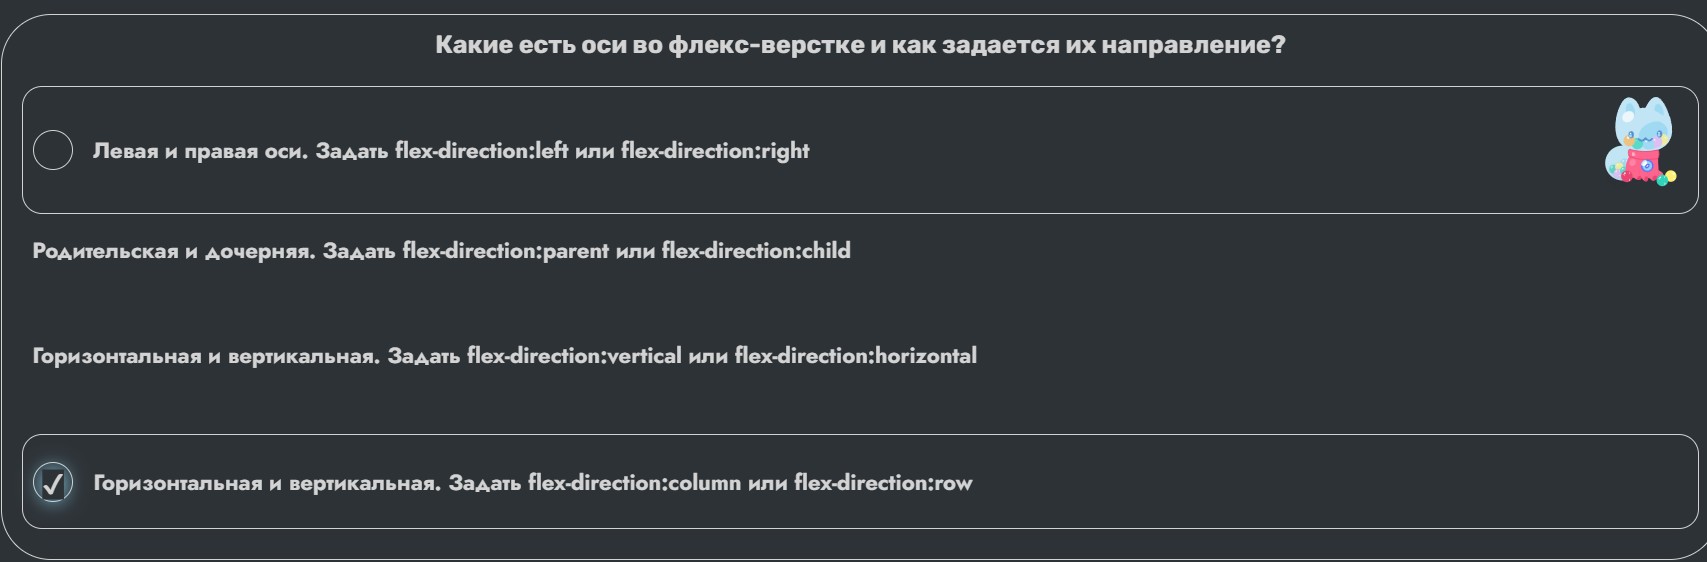 Какие есть оси во флекс-верстке и как задается их направление?
Левая и правая оси. Задать flex-direction:left или flex-direction:right
Родительская и дочерняя. Задать flex-direction:parent или flex-direction:child
Горизонтальная и вертикальная. Задать flex-direction:vertical или flex-direction:horizontal
Горизонтальная и вертикальная. Задать flex-direction:column или flex-direction:row